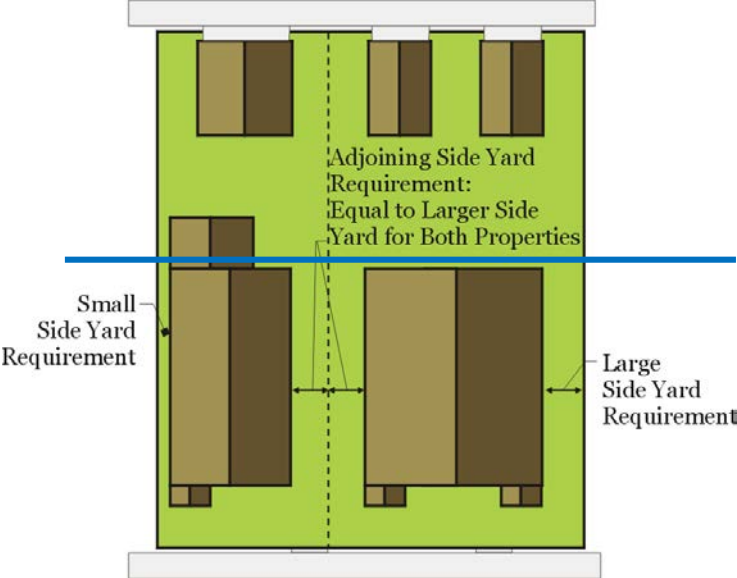 Adjoining Side Yard
Requirement:
Equal to Larger Side
Yard for Both Properties
Small
Side Yard
Requirement
Large
Side Yard
Requirement